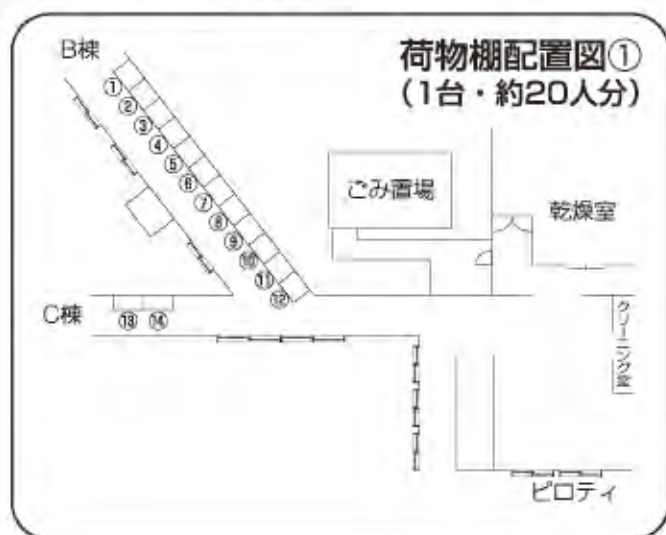 荷物棚配置図①
(1台・約20人分)
B棟
①
②
③
④
⑤
⑥
⑦
⑧
⑨
⑩
⑪
⑫
ごみ置場
乾燥室
C棟
⑬ ⑭
クリーニング室
ピロティ